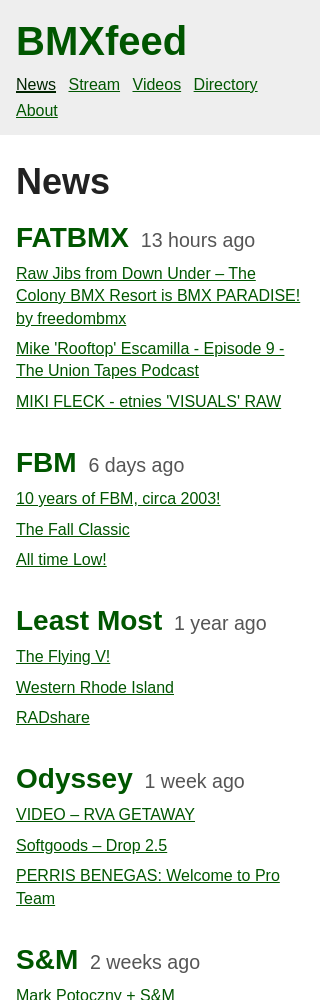 BMXfeed
News Stream Videos Directory
About
News
FATBMX 13 hours ago
Raw Jibs from Down Under – The
Colony BMX Resort is BMX PARADISE!
by freedombmx
Mike 'Rooftop' Escamilla - Episode 9 -
The Union Tapes Podcast
MIKI FLECK - etnies 'VISUALS' RAW
FBM 6 days ago
10 years of FBM, circa 2003!
The Fall Classic
All time Low!
Least Most 1 year ago
The Flying V!
Western Rhode Island
RADshare
Odyssey 1 week ago
VIDEO – RVA GETAWAY
Softgoods – Drop 2.5
PERRIS BENEGAS: Welcome to Pro
Team
S&M 2 weeks ago
Mark Potoczny + S&M